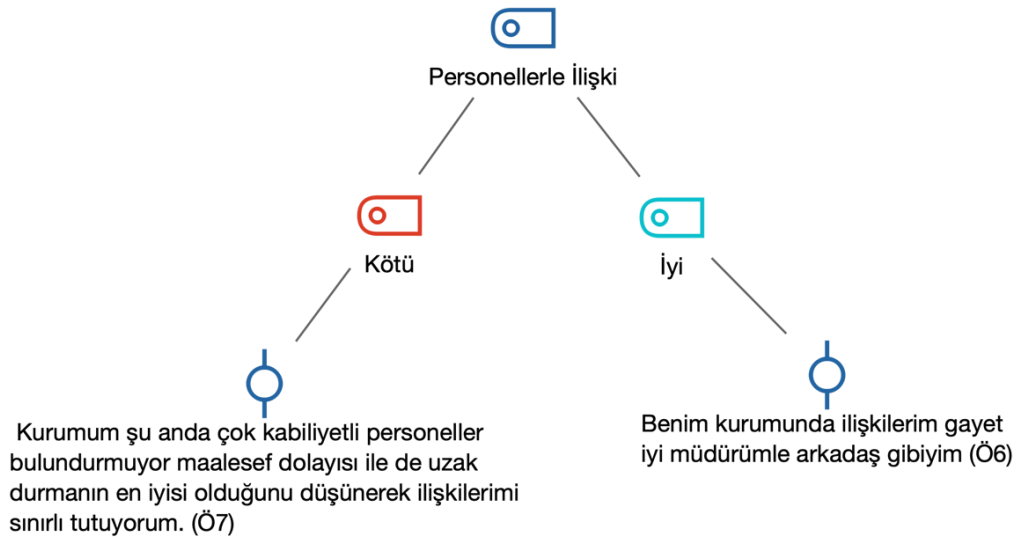 Personellerle İlişki
Kötü
İyi
Kurumum şu anda çok kabiliyetli personeller
bulundurmuyor maalesef dolayısı ile de uzak
durmanın en iyisi olduğunu düşünerek ilişkilerimi
sınırlı tutuyorum. (Ö7)
Benim kurumunda ilişkilerim gayet
iyi müdürümle arkadaş gibiyim (Ö6)